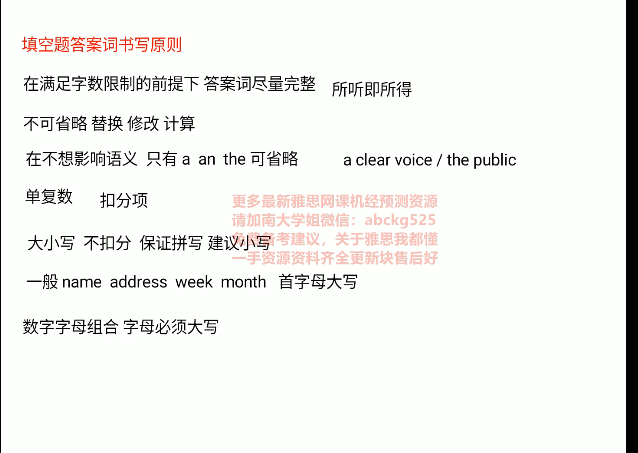 填空题答案词书写原则
在满足字数限制的前提下 答案词尽量完整 所听即所得
不可省略 替换 修改 计算
在不想影响语义 只有 a an the 可省略 a clear voice / the public
单复数 扣分项
更多最新雅思网课机经预测资源
请加南大学姐微信：abckg525
大小写 不扣分 保证拼写 建议小写
免费备考建议，关于雅思我都懂
一手资源资料齐全更新块售后好
一般 name address week month 首字母大写
数字字母组合 字母必须大写